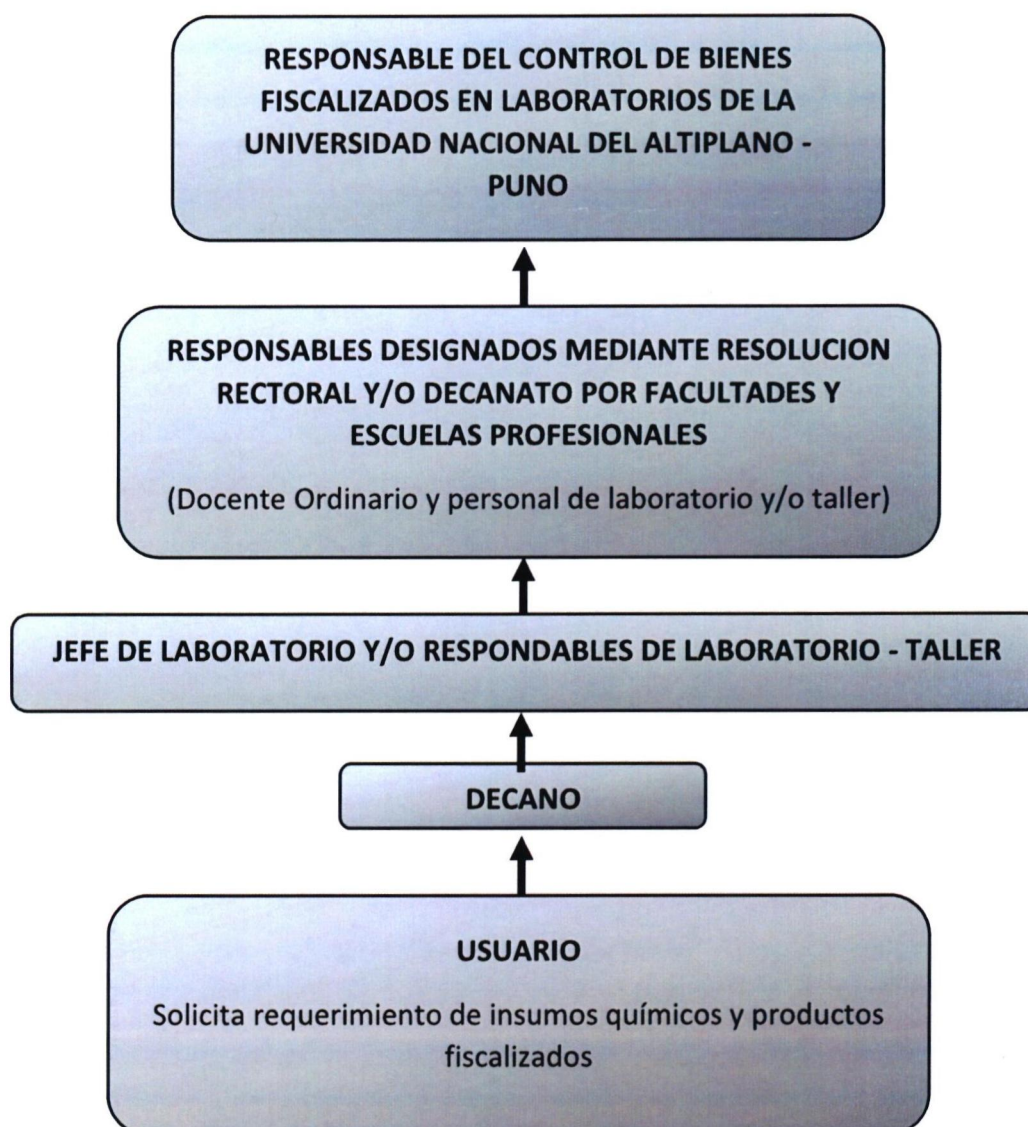 RESPONSABLE DEL CONTROL DE BIENES
FISCALIZADOS EN LABORATORIOS DE LA
UNIVERSIDAD NACIONAL DEL ALTIPLANO -
PUNO
RESPONSABLES DESIGNADOS MEDIANTE RESOLUCION
RECTORAL Y/O DECANATO POR FACULTADES Y
ESCUELAS PROFESIONALES
(Docente Ordinario y personal de laboratorio y/o taller)
JEFE DE LABORATORIO Y/O RESPONDABLES DE LABORATORIO - TALLER
DECANO
USUARIO
Solicita requerimiento de insumos químicos y productos
fiscalizados